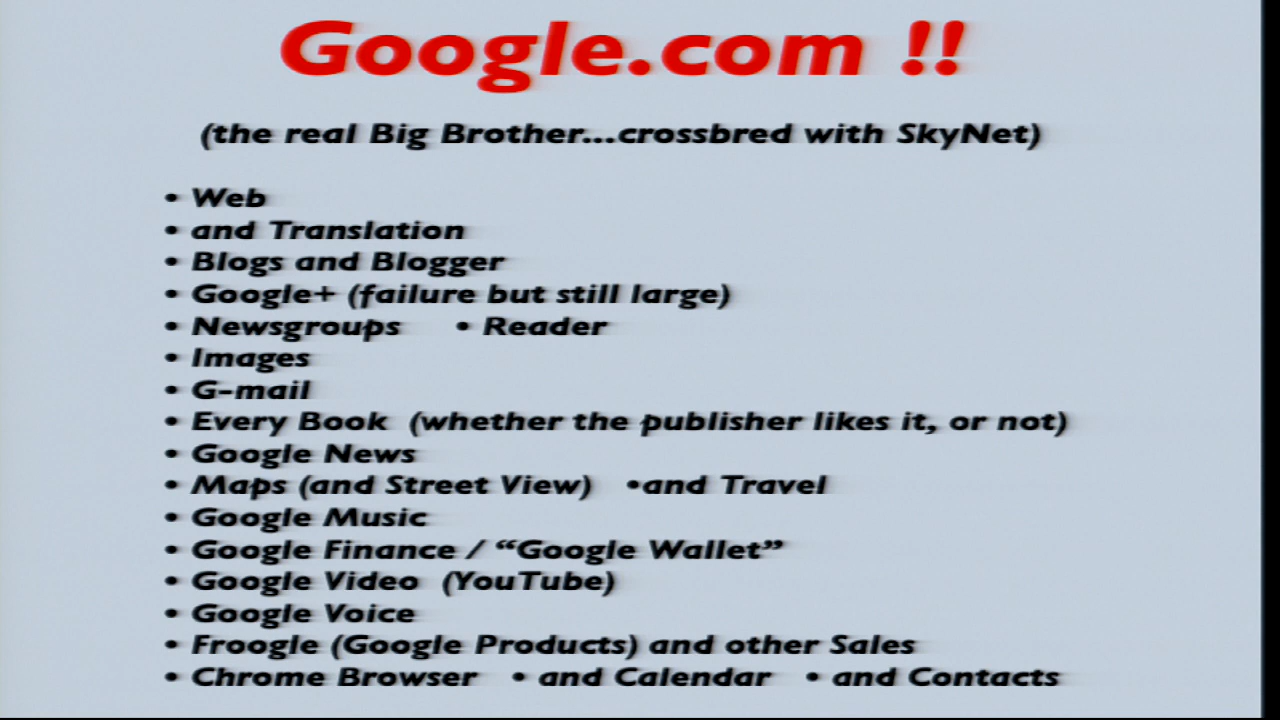 Google.com !!
(the real Big Brother...crossbred with SkyNet)
• Web
• and Translation
• Blogs and Blogger
• Google+ (failure but still large)
• Newsgroups • Reader
• Images
• G-mail
• Every Book (whether the publisher likes it, or not)
• Google News
• Maps (and Street View) •and Travel
• Google Music
• Google Finance / “Google Wallet”
• Google Video (YouTube)
• Google Voice
• Froogle (Google Products) and other Sales
• Chrome Browser • and Calendar • and Contacts